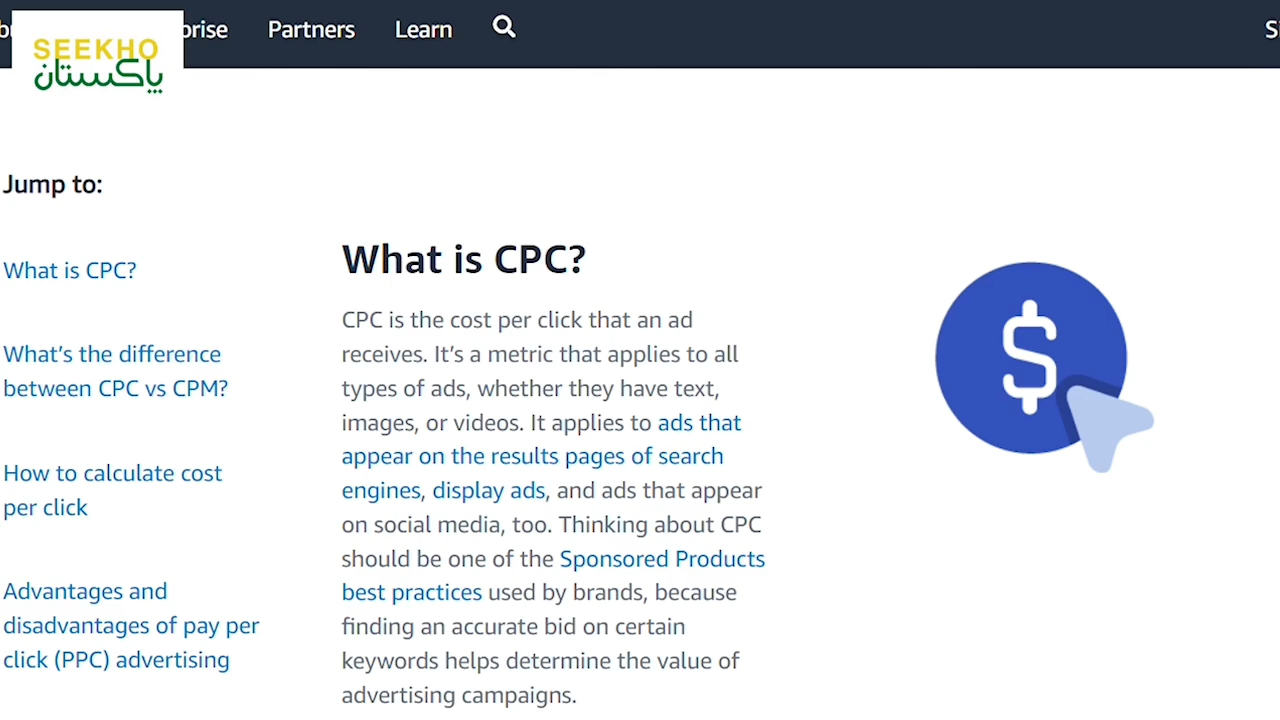 Partners
Learn
SEEKHO
پاکستان
Jump to:
What is CPC?
What’s the difference
between CPC vs CPM?
How to calculate cost
per click
Advantages and
disadvantages of pay per
click (PPC) advertising
What is CPC?
CPC is the cost per click that an ad
receives. It’s a metric that applies to all
types of ads, whether they have text,
images, or videos. It applies to ads that
appear on the results pages of search
engines, display ads, and ads that appear
on social media, too. Thinking about CPC
should be one of the Sponsored Products
best practices used by brands, because
finding an accurate bid on certain
keywords helps determine the value of
advertising campaigns.
$